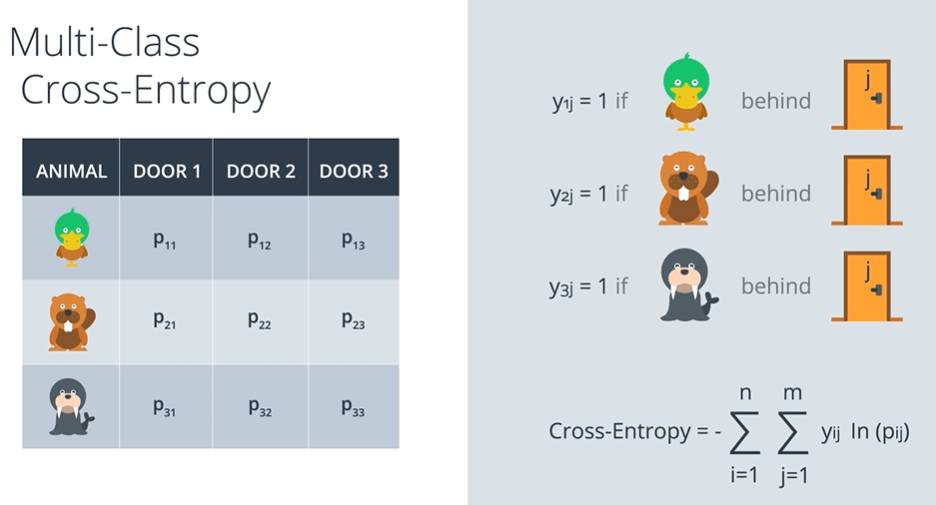 Multi-Class
Cross-Entropy
ANIMAL DOOR 1 DOOR 2 DOOR 3
p₁₁ p₁₂ p₁₃
p₂₁ p₂₂ p₂₃
p₃₁ p₃₂ p₃₃
y₁j = 1 if behind j
y₂j = 1 if behind j
y₃j = 1 if behind j
n m
Cross-Entropy = - ∑ ∑ yij ln (pij)
i=1 j=1